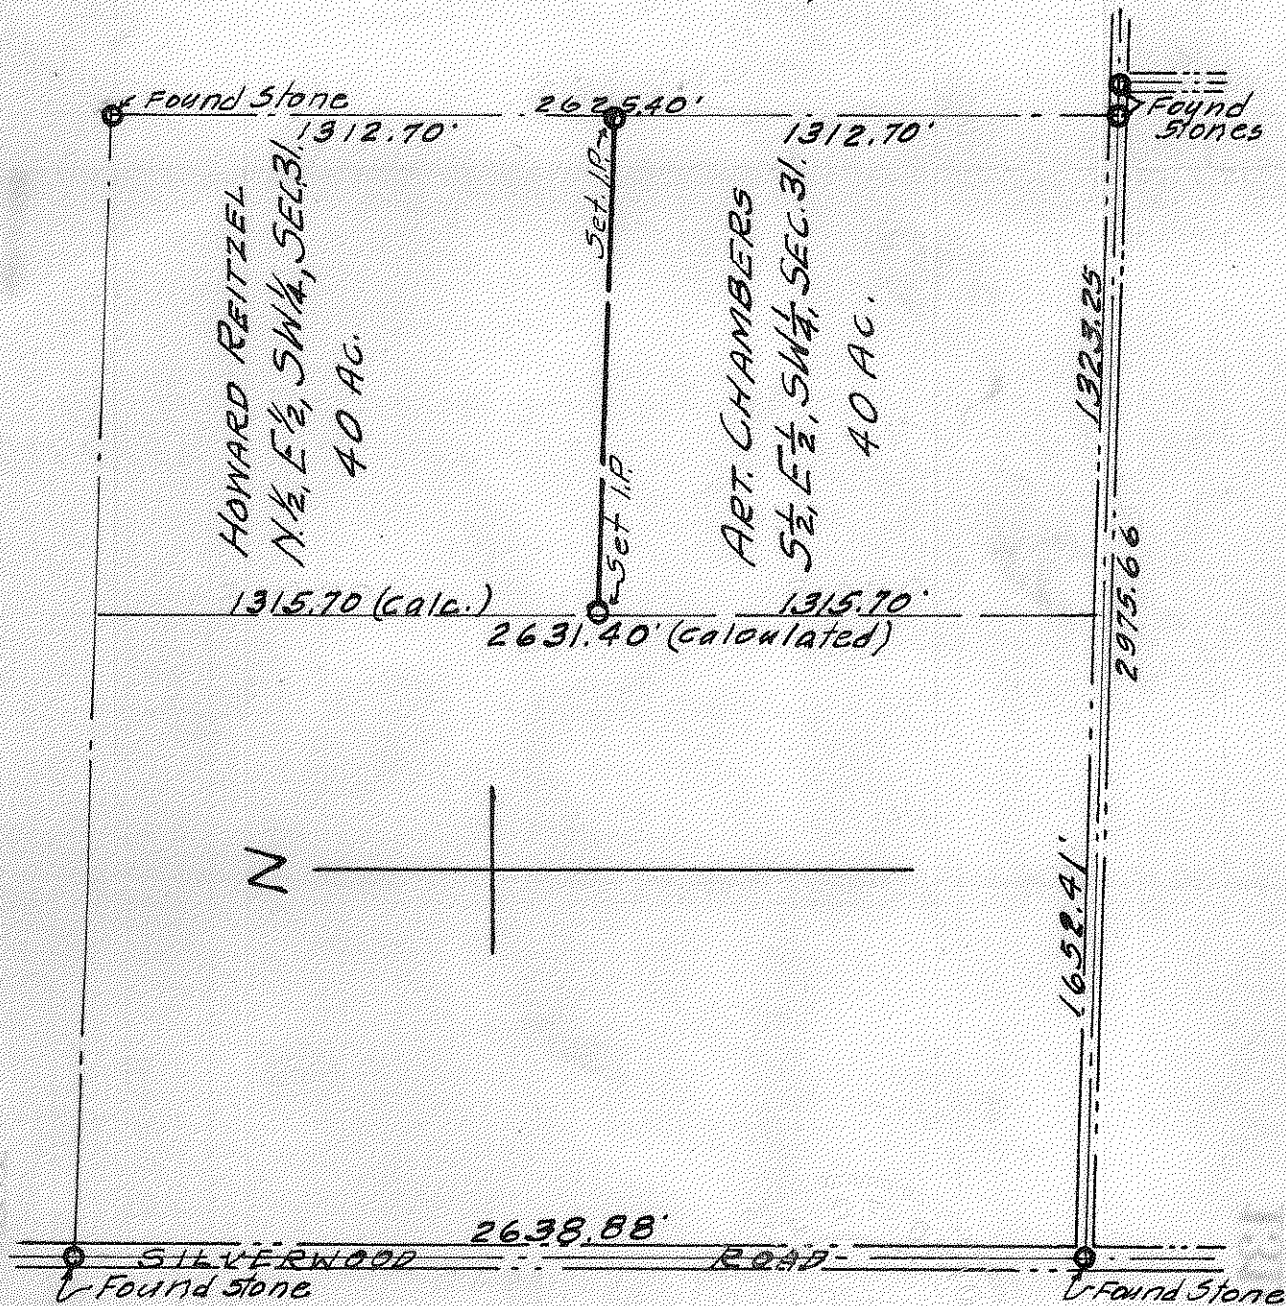 Found Stone
2625.40'
1312.70'
1312.70'
Found
Stones
Set I.P.
HOWARD REITZEL
N.½, E½, SW¼, SEC.31.
40 Ac.
ART. CHAMBERS
S½, E½, SW¼, SEC. 31.
40 Ac.
1323.25
Set I.P.
1315.70 (calc.)
1315.70'
2631.40' (calculated)
2975.66
N
1652.41'
2638.88'
SILVERWOOD ROAD
Found Stone
Found Stone